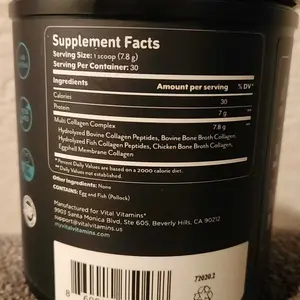 Supplement Facts
Serving Size: 1 scoop (7.8 g)
Serving Per Container: 30
Ingredients Amount per serving % DV*
Calories 30
Protein 7 g **
Multi Collagen Complex 7.8 g **
Hydrolyzed Bovine Collagen Peptides, Bovine Bone Broth Collagen,
Hydrolyzed Fish Collagen Peptides, Chicken Bone Broth Collagen,
Eggshell Membrane Collagen
*Percent Daily Values are based on a 2000 calorie diet.
**Daily Values not established.
Other Ingredients: None
CONTAINS: Egg and Fish (Pollock)
Manufactured for Vital Vitamins®
9903 Santa Monica Blvd, Ste 605, Beverly Hills, CA 90212
support@vitalvitamins.us
myvitalvitamins.com
72020.2